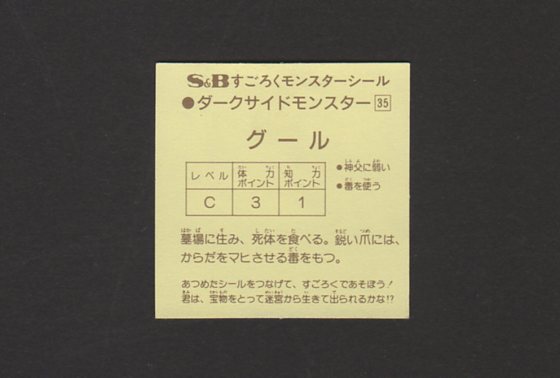 S&Bすごろくモンスターシール
●ダークサイドモンスター 35
グール
レベル 体力ポイント 知力ポイント
C 3 1
●神父に弱い
●毒を使う
墓場に住み、死体を食べる。鋭い爪には、
からだをマヒさせる毒をもつ。
あつめたシールをつなげて、すごろくであそぼう！
君は、宝物をとって迷宮から生きて出られるかな!?